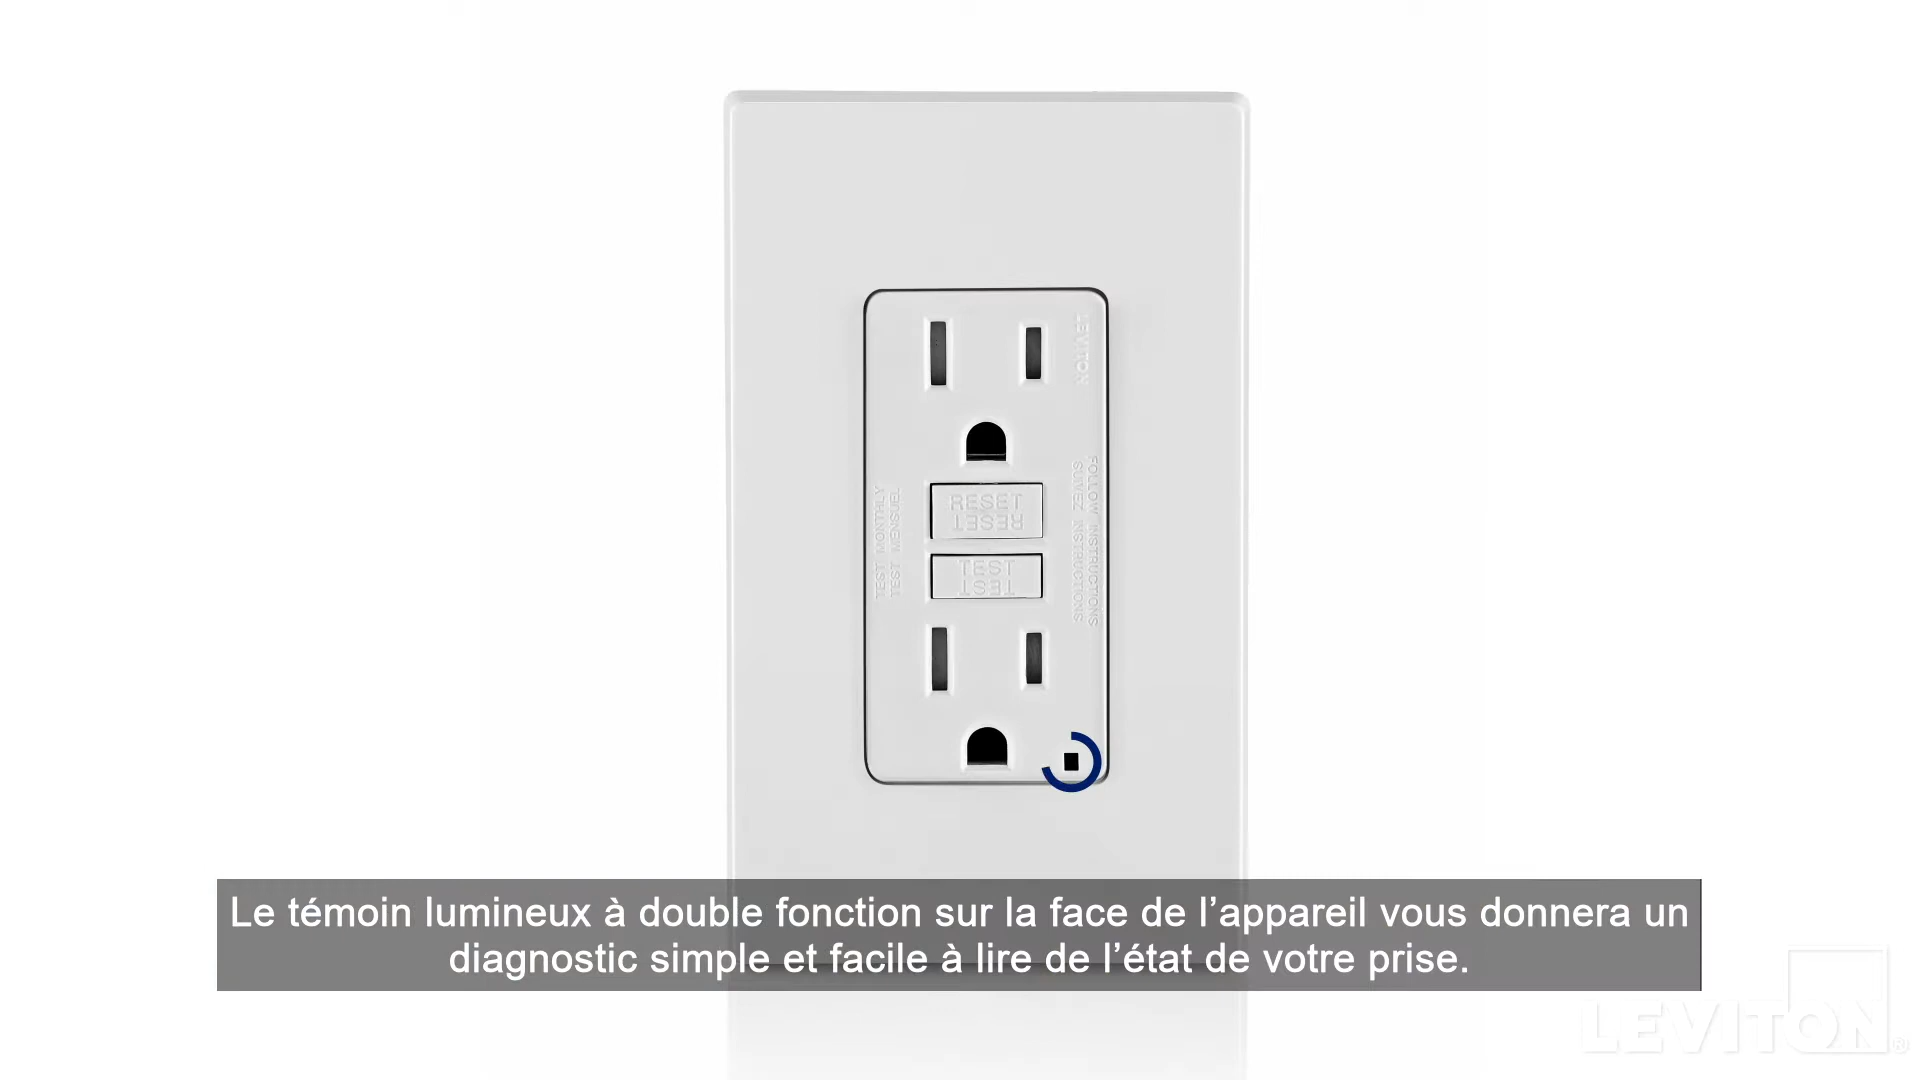 LEVITON
RESET
RESET
TEST
TEST
TEST MONTHLY
TEST MENSUEL
FOLLOW INSTRUCTIONS
SUIVEZ INSTRUCTIONS
Le témoin lumineux à double fonction sur la face de l’appareil vous donnera un
diagnostic simple et facile à lire de l’état de votre prise.
LEVITON®